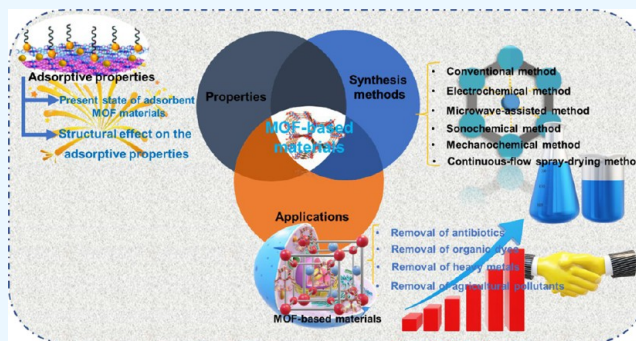 Adsorptive properties
Present state of adsorbent
MOF materials
Structural effect on the
adsorptive properties
Properties
Synthesis
methods
MOF-based
materials
Applications
• Conventional method
• Electrochemical method
• Microwave-assisted method
• Sonochemical method
• Mechanochemical method
• Continuous-flow spray-drying metho
• Removal of antibiotics
• Removal of organic dyes
• Removal of heavy metals
• Removal of agricultural pollutants
MOF-based materials